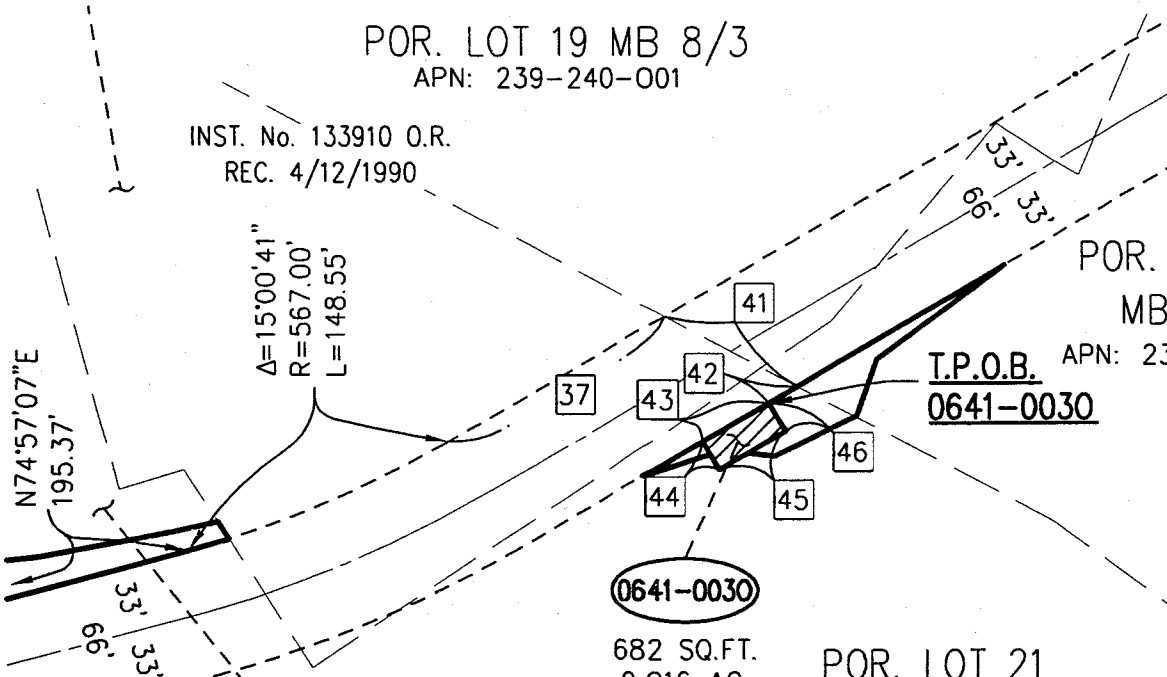 POR. LOT 19 MB 8/3
APN: 239-240-001
INST. No. 133910 O.R.
REC. 4/12/1990
Δ=15°00'41"
R=567.00'
L=148.55'
N74°57'07"E
195.37'
33'
66'
33'
POR.
MB
APN: 23
41
42
43
37
T.P.O.B.
0641-0030
46
44
45
33'
66'
33'
0641-0030
682 SQ.FT.
POR. LOT 21